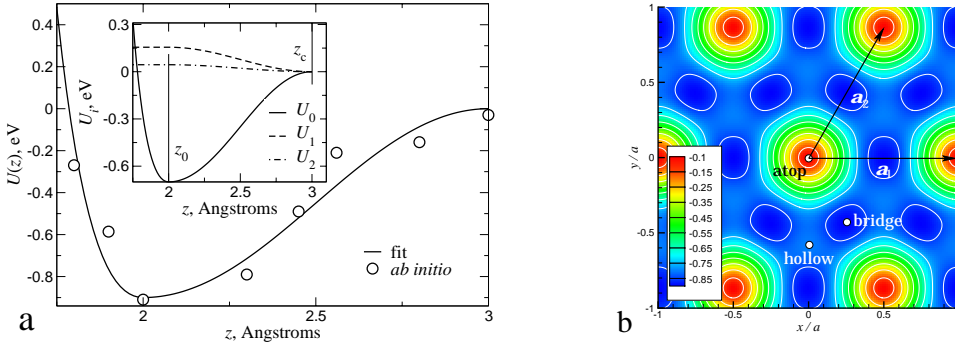 0.4
0.2
0
-0.2
-0.4
-0.6
-0.8
U(z), eV
2
2.5
3
z, Angstroms
a
fit
ab initio
0.3
0
-0.3
-0.6
U_i, eV
z_0
z_c
U_0
U_1
U_2
2
2.5
3
z, Angstroms
1
0.5
0
-0.5
-1
y/a
-1
-0.5
0
0.5
x/a
b
a_2
a_1
atop
bridge
hollow
-0.1
-0.15
-0.25
-0.35
-0.45
-0.55
-0.65
-0.75
-0.85